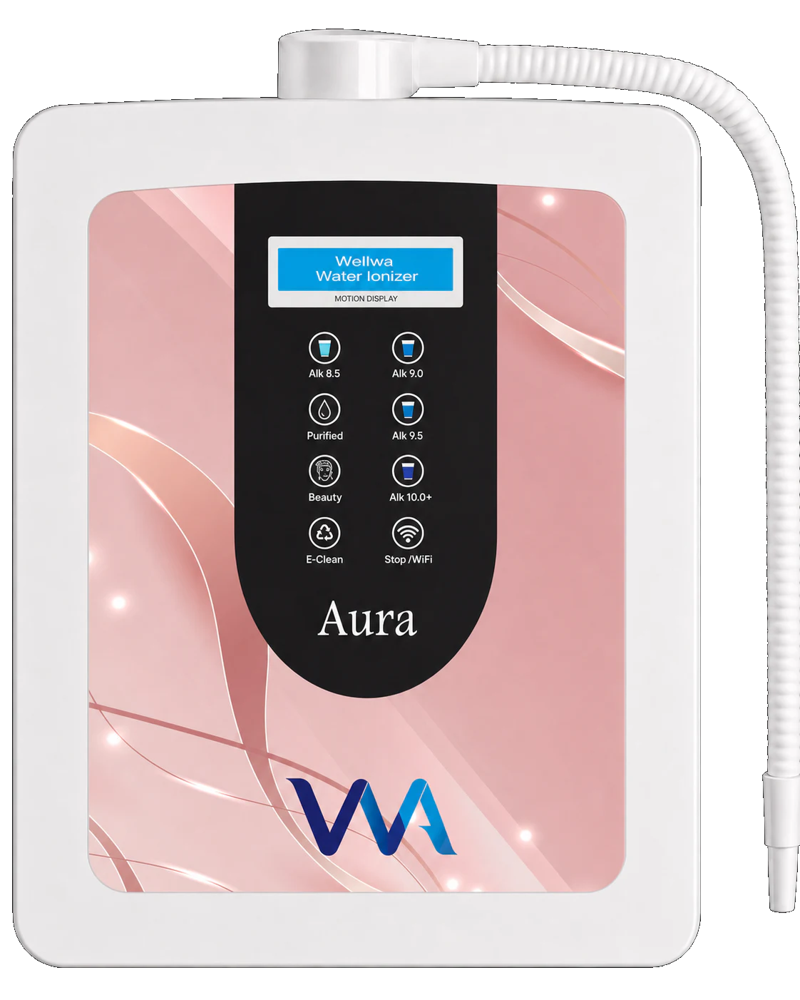 Wellwa
Water Ionizer
MOTION DISPLAY
Alk 8.5
Alk 9.0
Purified
Alk 9.5
Beauty
Alk 10.0+
E-Clean
Stop /WiFi
Aura
WA